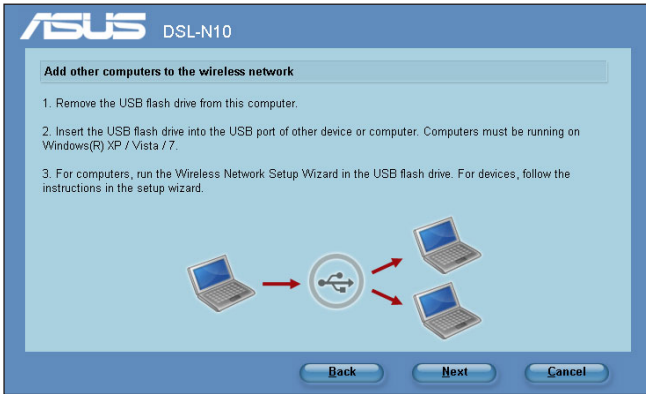 ASUS DSL-N10
Add other computers to the wireless network
1. Remove the USB flash drive from this computer.
2. Insert the USB flash drive into the USB port of other device or computer. Computers must be running on
Windows(R) XP / Vista / 7.
3. For computers, run the Wireless Network Setup Wizard in the USB flash drive. For devices, follow the
instructions in the setup wizard.
Back Next Cancel